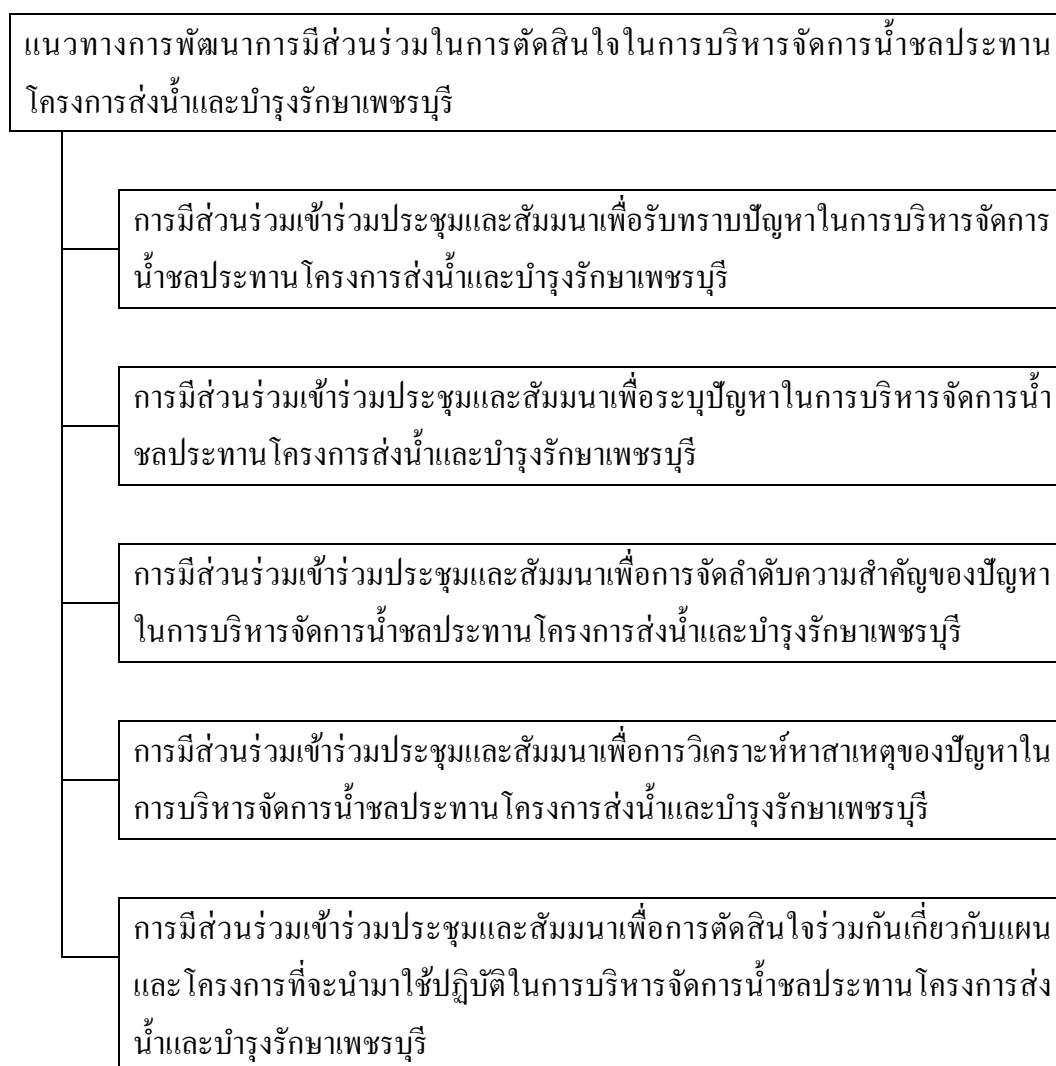 แนวทางการพัฒนาการมีส่วนร่วมในการตัดสินใจในการบริหารจัดการน้ำชลประทาน
โครงการส่งน้ำและบำรุงรักษาเพชรบุรี
การมีส่วนร่วมเข้าร่วมประชุมและสัมมนาเพื่อรับทราบปัญหาในการบริหารจัดการ
น้ำชลประทานโครงการส่งน้ำและบำรุงรักษาเพชรบุรี
การมีส่วนร่วมเข้าร่วมประชุมและสัมมนาเพื่อระบุปัญหาในการบริหารจัดการน้ำ
ชลประทานโครงการส่งน้ำและบำรุงรักษาเพชรบุรี
การมีส่วนร่วมเข้าร่วมประชุมและสัมมนาเพื่อการจัดลำดับความสำคัญของปัญหา
ในการบริหารจัดการน้ำชลประทานโครงการส่งน้ำและบำรุงรักษาเพชรบุรี
การมีส่วนร่วมเข้าร่วมประชุมและสัมมนาเพื่อการวิเคราะห์หาสาเหตุของปัญหาใน
การบริหารจัดการน้ำชลประทานโครงการส่งน้ำและบำรุงรักษาเพชรบุรี
การมีส่วนร่วมเข้าร่วมประชุมและสัมมนาเพื่อการตัดสินใจร่วมกันเกี่ยวกับแผน
และโครงการที่จะนำมาใช้ปฏิบัติในการบริหารจัดการน้ำชลประทานโครงการส่ง
น้ำและบำรุงรักษาเพชรบุรี